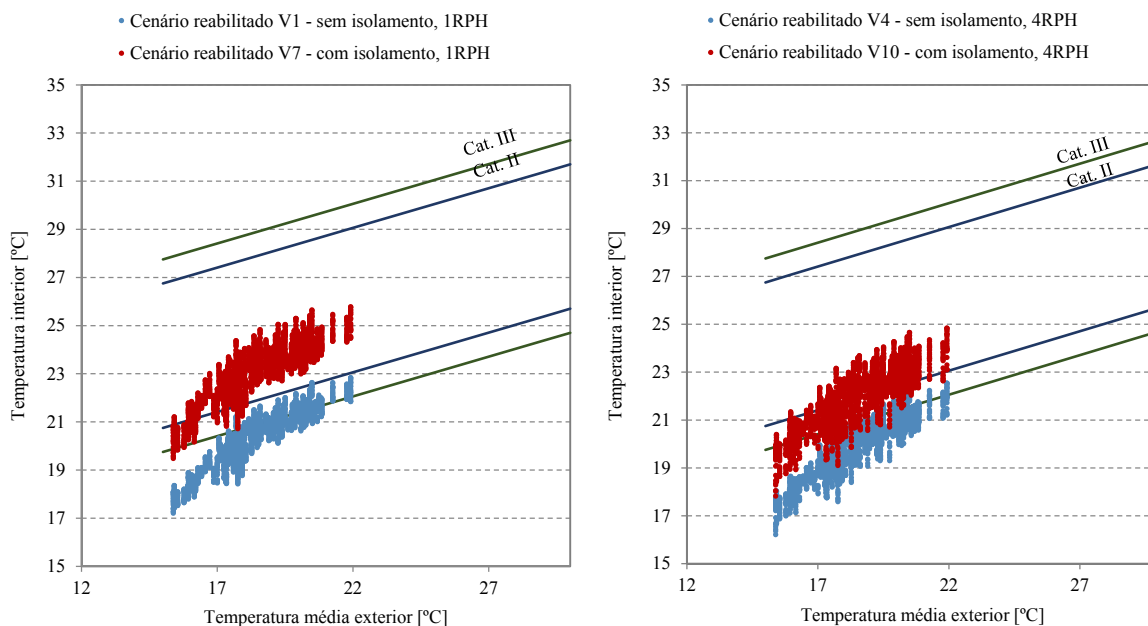 Cenário reabilitado V1 - sem isolamento, 1RPH
Cenário reabilitado V7 - com isolamento, 1RPH
35
33
31
29
27
25
23
21
19
17
15
12
17
22
27
Temperatura interior [ºC]
Temperatura média exterior [ºC]
Cat. III
Cat. II
Cenário reabilitado V4 - sem isolamento, 4RPH
Cenário reabilitado V10 - com isolamento, 4RPH
35
33
31
29
27
25
23
21
19
17
15
12
17
22
27
Temperatura interior [ºC]
Temperatura média exterior [ºC]
Cat. III
Cat. II